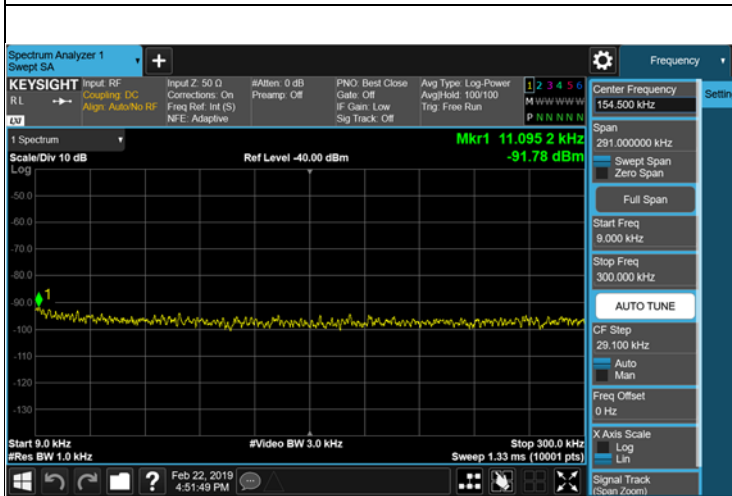 Spectrum Analyzer 1
Swept SA
Frequency
KEYSIGHT
R L
LXI
Input: RF
Coupling: DC
Align: Auto/No RF
Input Z: 50 Ω
Corrections: On
Freq Ref: Int (S)
NFE: Adaptive
#Atten: 0 dB
Preamp: Off
PNO: Best Close
Gate: Off
IF Gain: Low
Sig Track: Off
Avg Type: Log-Power
Avg|Hold: 100/100
Trig: Free Run
1 2 3 4 5 6
M W W W W W
P N N N N N
1 Spectrum
Scale/Div 10 dB
Log
Ref Level -40.00 dBm
Mkr1 11.095 2 kHz
-91.78 dBm
-50.0
-60.0
-70.0
-80.0
-90.0
-100
-110
-120
-130
1
Start 9.0 kHz
#Res BW 1.0 kHz
#Video BW 3.0 kHz
Stop 300.0 kHz
Sweep 1.33 ms (10001 pts)
Center Frequency
154.500 kHz
Settin
Span
291.000000 kHz
Swept Span
Zero Span
Full Span
Start Freq
9.000 kHz
Stop Freq
300.000 kHz
AUTO TUNE
CF Step
29.100 kHz
Auto
Man
Freq Offset
0 Hz
X Axis Scale
Log
Lin
Signal Track
(Span Zoom)
?
Feb 22, 2019
4:51:49 PM